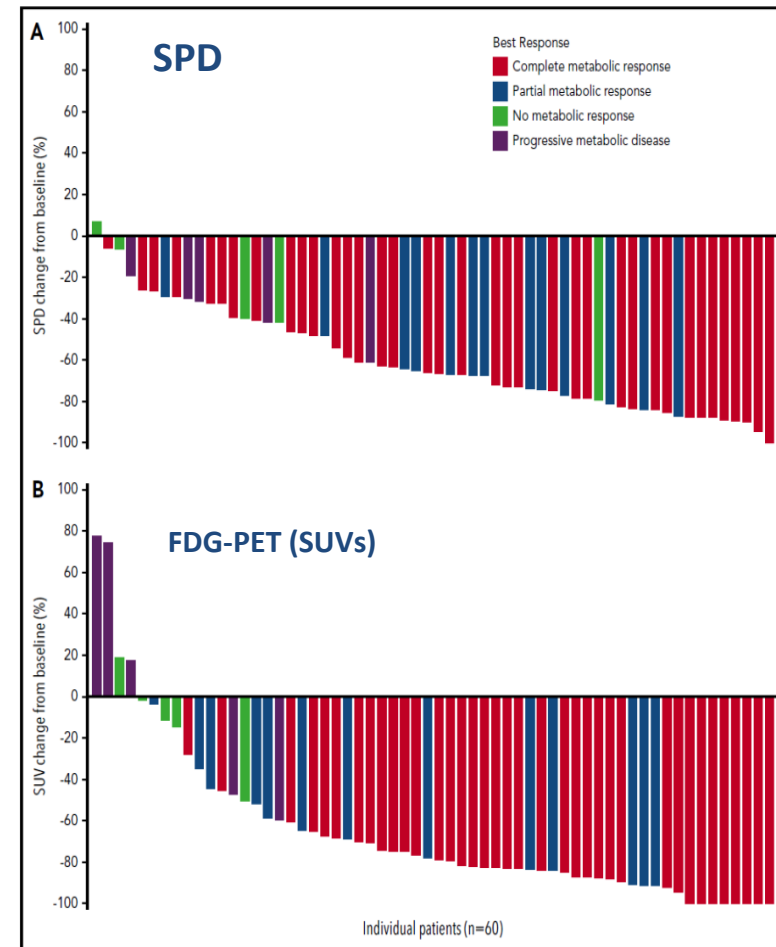 A
SPD
Best Response
Complete metabolic response
Partial metabolic response
No metabolic response
Progressive metabolic disease
SPD change from baseline (%)
100
80
60
40
20
0
-20
-40
-60
-80
-100
B
FDG-PET (SUVs)
SUV change from baseline (%)
100
80
60
40
20
0
-20
-40
-60
-80
-100
Individual patients (n=60)